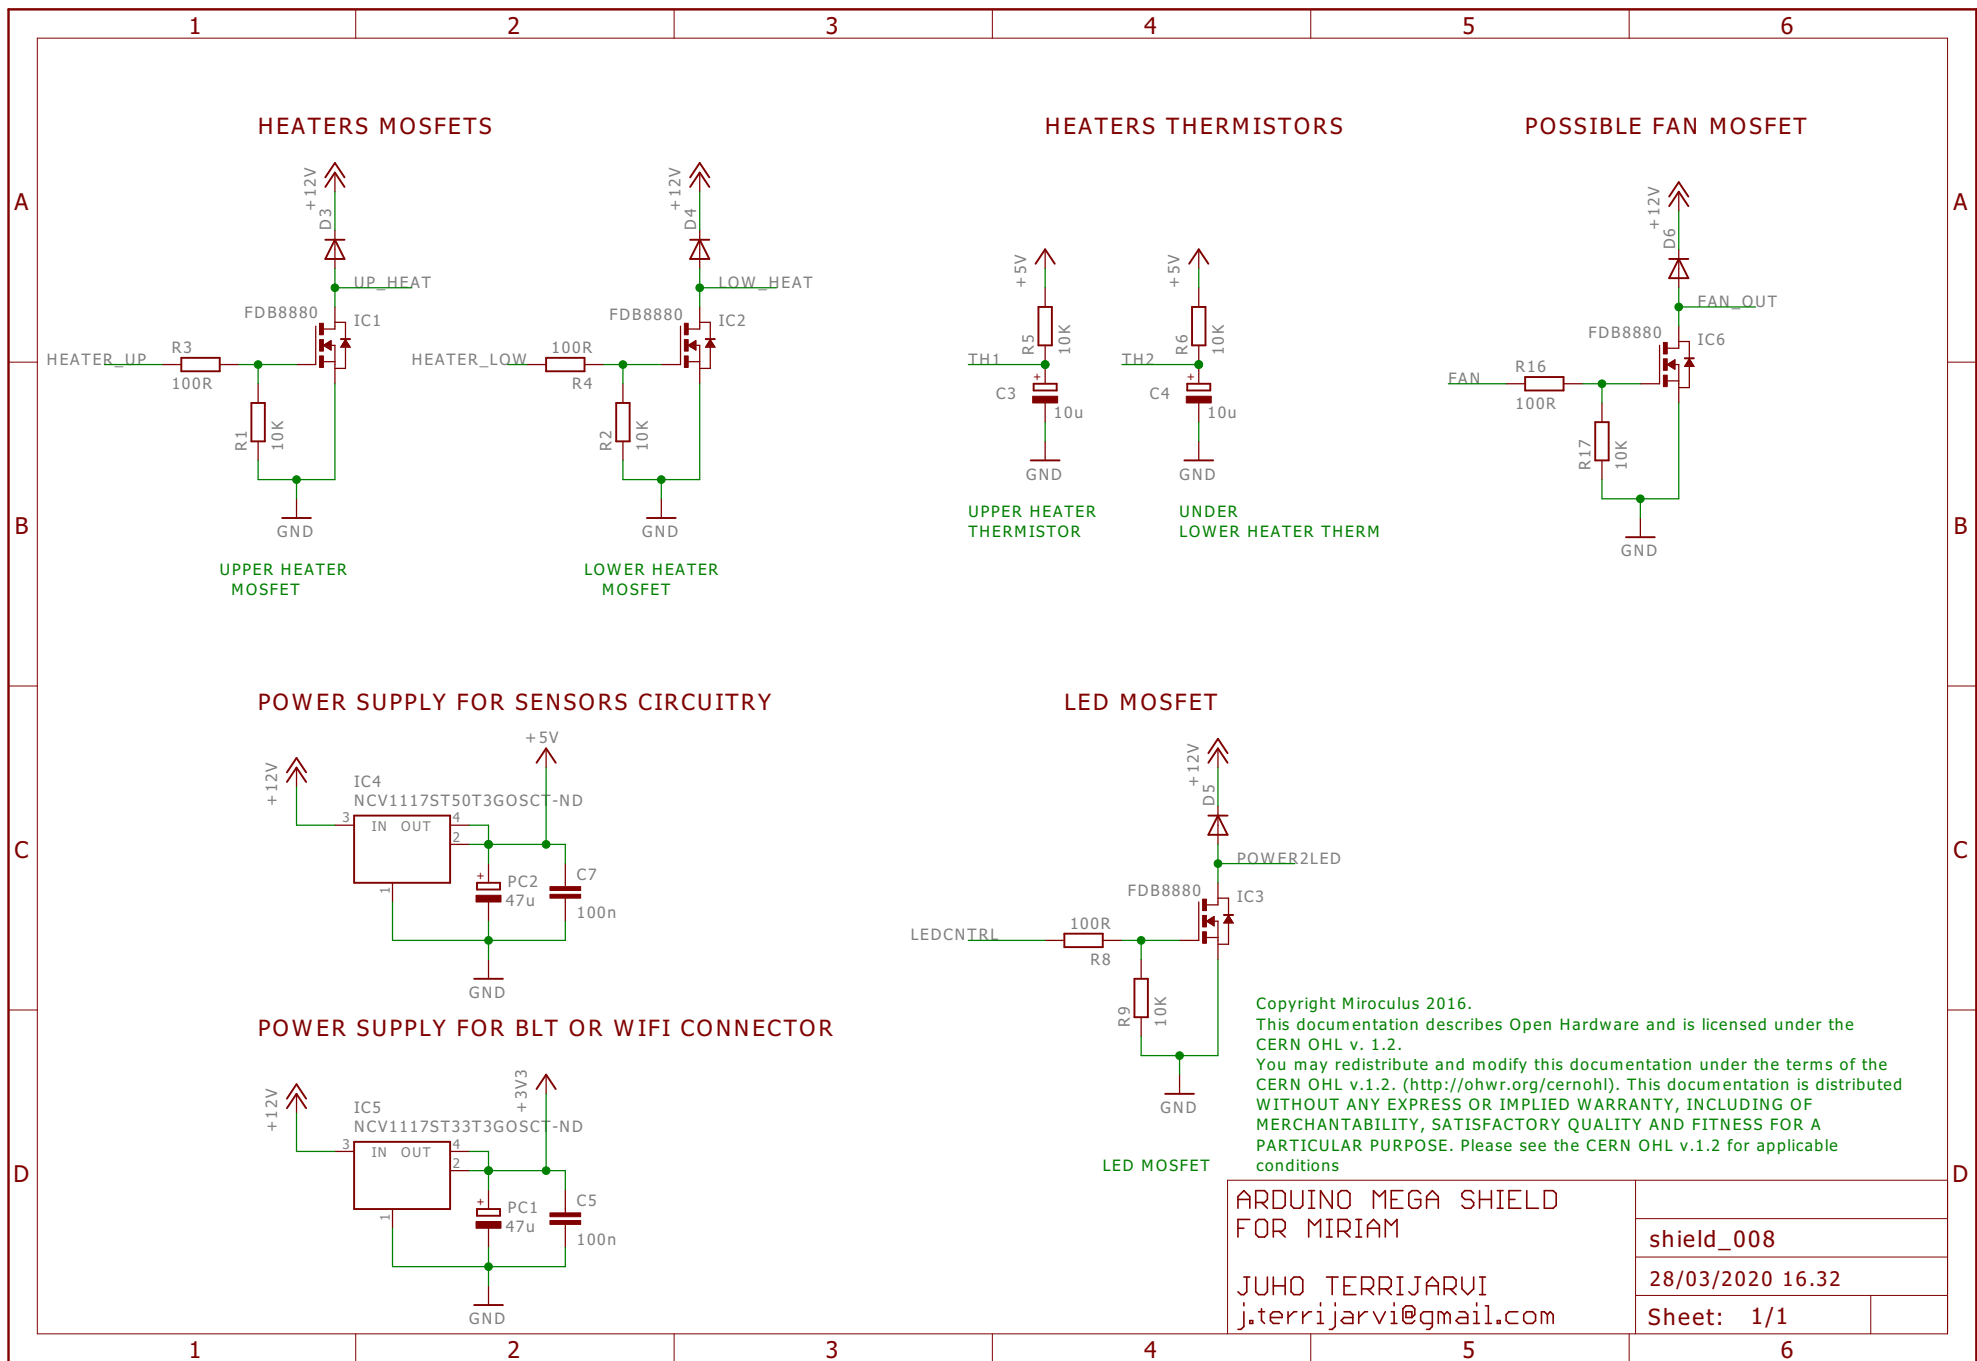 1 2 3 4 5 6
HEATERS MOSFETS
HEATERS THERMISTORS
POSSIBLE FAN MOSFET
A
A
+12V
D3
UP_HEAT
FDB8880
IC1
HEATER_UP
R3
100R
R1
10K
GND
UPPER HEATER
MOSFET
+12V
D4
LOW_HEAT
FDB8880
IC2
HEATER_LOW
100R
R4
R2
10K
GND
LOWER HEATER
MOSFET
+5V
R5
10K
TH1
+
C3
10u
GND
UPPER HEATER
THERMISTOR
+5V
R6
10K
TH2
+
C4
10u
GND
UNDER
LOWER HEATER THERM
+12V
D6
FAN_OUT
FDB8880
IC6
FAN
R16
100R
R17
10K
GND
B
B
POWER SUPPLY FOR SENSORS CIRCUITRY
+5V
+12V
IC4
NCV1117ST50T3GOSCT-ND
3
IN OUT
4
2
1
+
PC2
47u
C7
100n
GND
LED MOSFET
+12V
D5
POWER2LED
FDB8880
IC3
LEDCNTRL
100R
R8
R9
10K
GND
LED MOSFET
C
C
POWER SUPPLY FOR BLT OR WIFI CONNECTOR
+3V3
+12V
IC5
NCV1117ST33T3GOSCT-ND
3
IN OUT
4
2
1
+
PC1
47u
C5
100n
GND
D
D
Copyright Miroculus 2016.
This documentation describes Open Hardware and is licensed under the
CERN OHL v. 1.2.
You may redistribute and modify this documentation under the terms of the
CERN OHL v.1.2. (http://ohwr.org/cernohl). This documentation is distributed
WITHOUT ANY EXPRESS OR IMPLIED WARRANTY, INCLUDING OF
MERCHANTABILITY, SATISFACTORY QUALITY AND FITNESS FOR A
PARTICULAR PURPOSE. Please see the CERN OHL v.1.2 for applicable
conditions
ARDUINO MEGA SHIELD
FOR MIRIAM
JUHO TERRIJARVI
j.terrijarvi@gmail.com
shield_008
28/03/2020 16.32
Sheet: 1/1
1 2 3 4 5 6